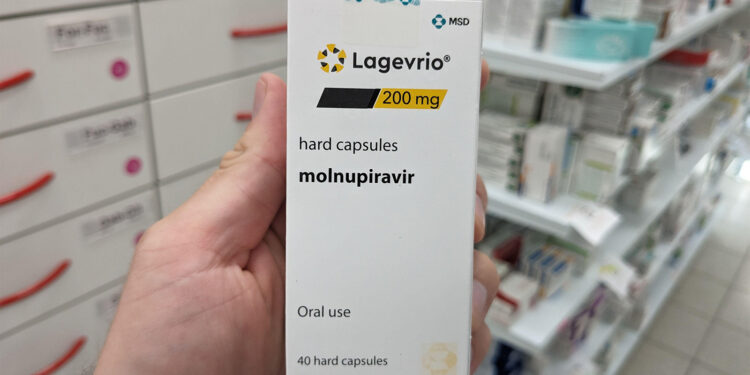 MSD
Lagevrio®
200 mg
hard capsules
molnupiravir
Oral use
40 hard capsules